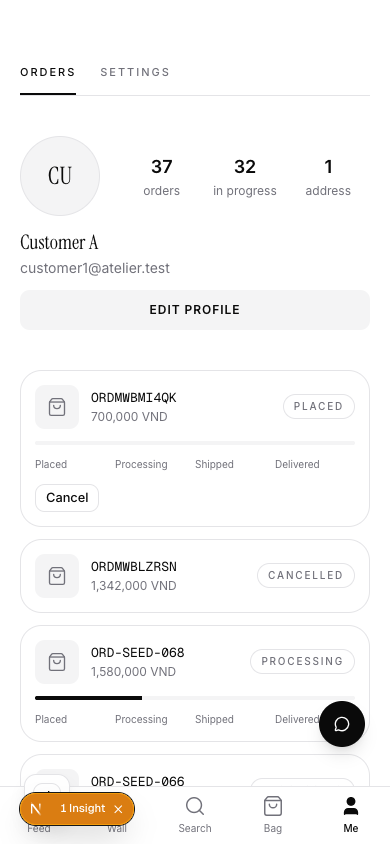 ORDERS SETTINGS
CU
37 32 1
orders in progress address
Customer A
customer1@atelier.test
EDIT PROFILE
ORDMWBMI4QK
700,000 VND
PLACED
Placed Processing Shipped Delivered
Cancel
ORDMWBLZRSN
1,342,000 VND
CANCELLED
ORD-SEED-068
1,580,000 VND
PROCESSING
Placed Processing Shipped Delivered
ORD-SEED-066
N 1 Insight
Feed Wall Search Bag Me